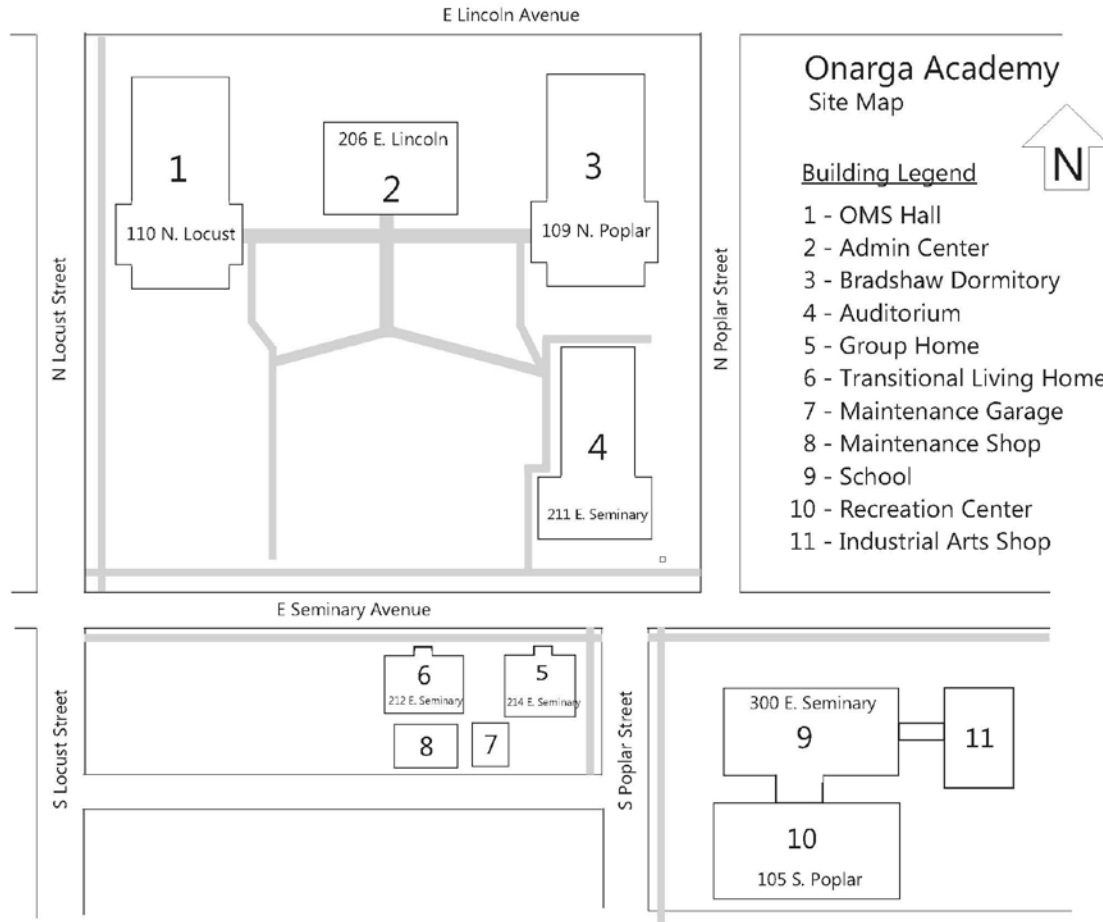 E Lincoln Avenue
Onarga Academy
Site Map
N
Building Legend
1 - OMS Hall
2 - Admin Center
3 - Bradshaw Dormitory
4 - Auditorium
5 - Group Home
6 - Transitional Living Home
7 - Maintenance Garage
8 - Maintenance Shop
9 - School
10 - Recreation Center
11 - Industrial Arts Shop
N Locust Street
1
110 N. Locust
206 E. Lincoln
2
3
109 N. Poplar
N Poplar Street
4
211 E. Seminary
E Seminary Avenue
S Locust Street
6
212 E. Seminary
5
214 E. Seminary
8
7
S Poplar Street
300 E. Seminary
9
11
10
105 S. Poplar